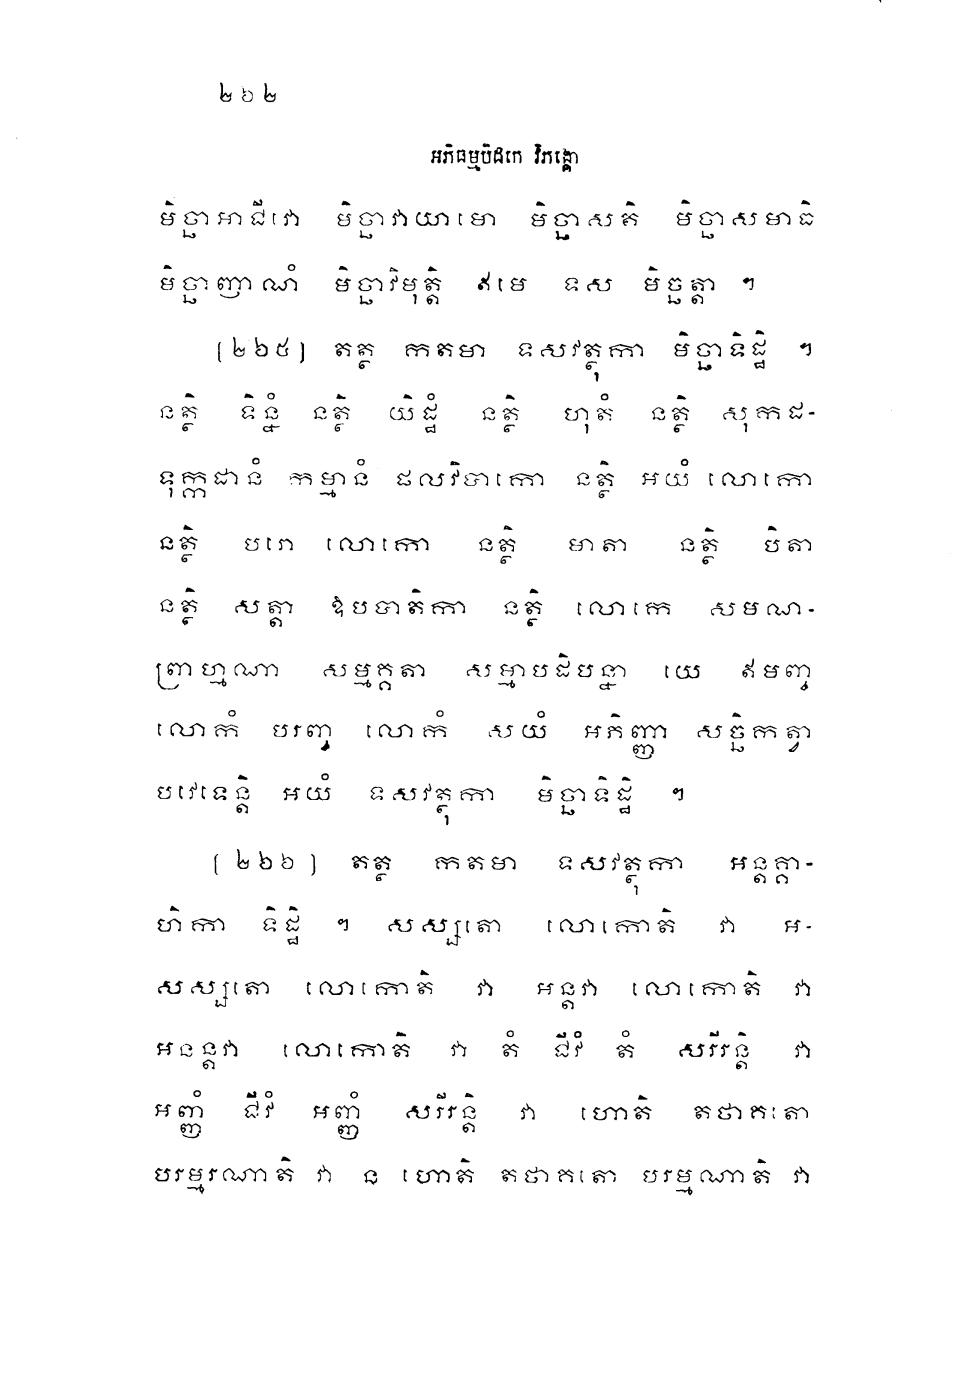 ២៦២
អភិធម្មបិដកេ វិភង្គោ
មិច្ឆាអាជីវោ មិច្ឆាវាយាមោ មិច្ឆាសតិ មិច្ឆាសមាធិ
មិច្ឆាញាណំ មិច្ឆាវិមុត្តិ ឥមេ ទស មិច្ឆត្តា ។
(២២៥) តត្ថ កតមា ទសវត្ថុកា មិច្ឆាទិដ្ឋិ ។
នត្ថិ ទិន្នំ នត្ថិ យិដ្ឋំ នត្ថិ ហុតំ នត្ថិ សុកដ-
ទុក្កដានំ កម្មានំ ផលវិបាកោ នត្ថិ អយំ លោកោ
នត្ថិ បរោ លោកោ នត្ថិ មាតា នត្ថិ បិតា
នត្ថិ សត្តា ឱបបាតិកា នត្ថិ លោកេ សមណ-
ព្រាហ្មណា សម្មគ្គតា សម្មាបដិបន្នា យេ ឥមញ្ច
លោកំ បរញ្ច លោកំ សយំ អភិញ្ញា សច្ឆិកត្វា
បវេទេន្តិ អយំ ទសវត្ថុកា មិច្ឆាទិដ្ឋិ ។
(២២៦) តត្ថ កតមា ទសវត្ថុកា អន្តគ្គា-
ហិកា ទិដ្ឋិ ។ សស្សតោ លោកោតិ វា អ-
សស្សតោ លោកោតិ វា អន្តវា លោកោតិ វា
អនន្តវា លោកោតិ វា តំ ជីវំ តំ សរីរន្តិ វា
អញ្ញំ ជីវំ អញ្ញំ សរីរន្តិ វា ហោតិ តថាគតោ
បរម្មរណាតិ វា ន ហោតិ តថាគតោ បរម្មណាតិ វា